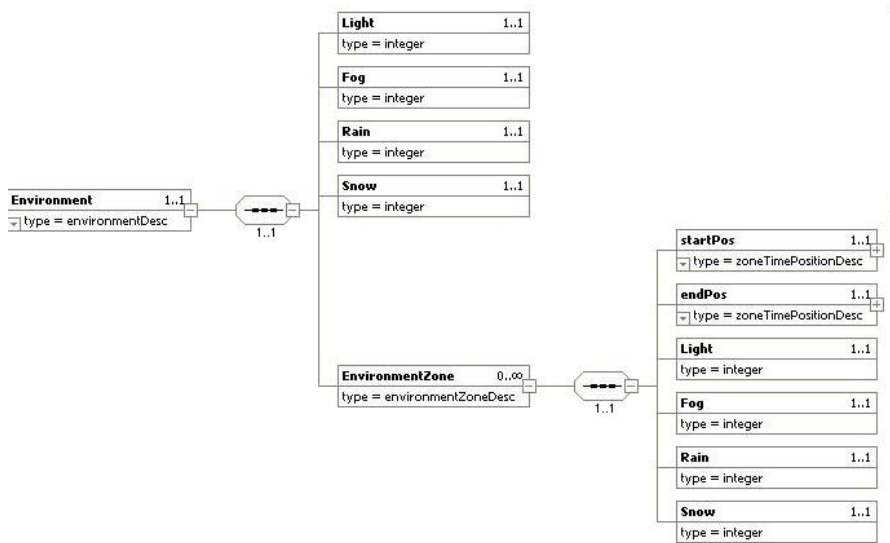 Light 1..1
type = integer
Fog 1..1
type = integer
Rain 1..1
type = integer
Snow 1..1
type = integer
Environment 1..1
type = environmentDesc
1..1
EnvironmentZone 0..∞
type = environmentZoneDesc
1..1
startPos 1..1
type = zoneTimePositionDesc
endPos 1..1
type = zoneTimePositionDesc
Light 1..1
type = integer
Fog 1..1
type = integer
Rain 1..1
type = integer
Snow 1..1
type = integer